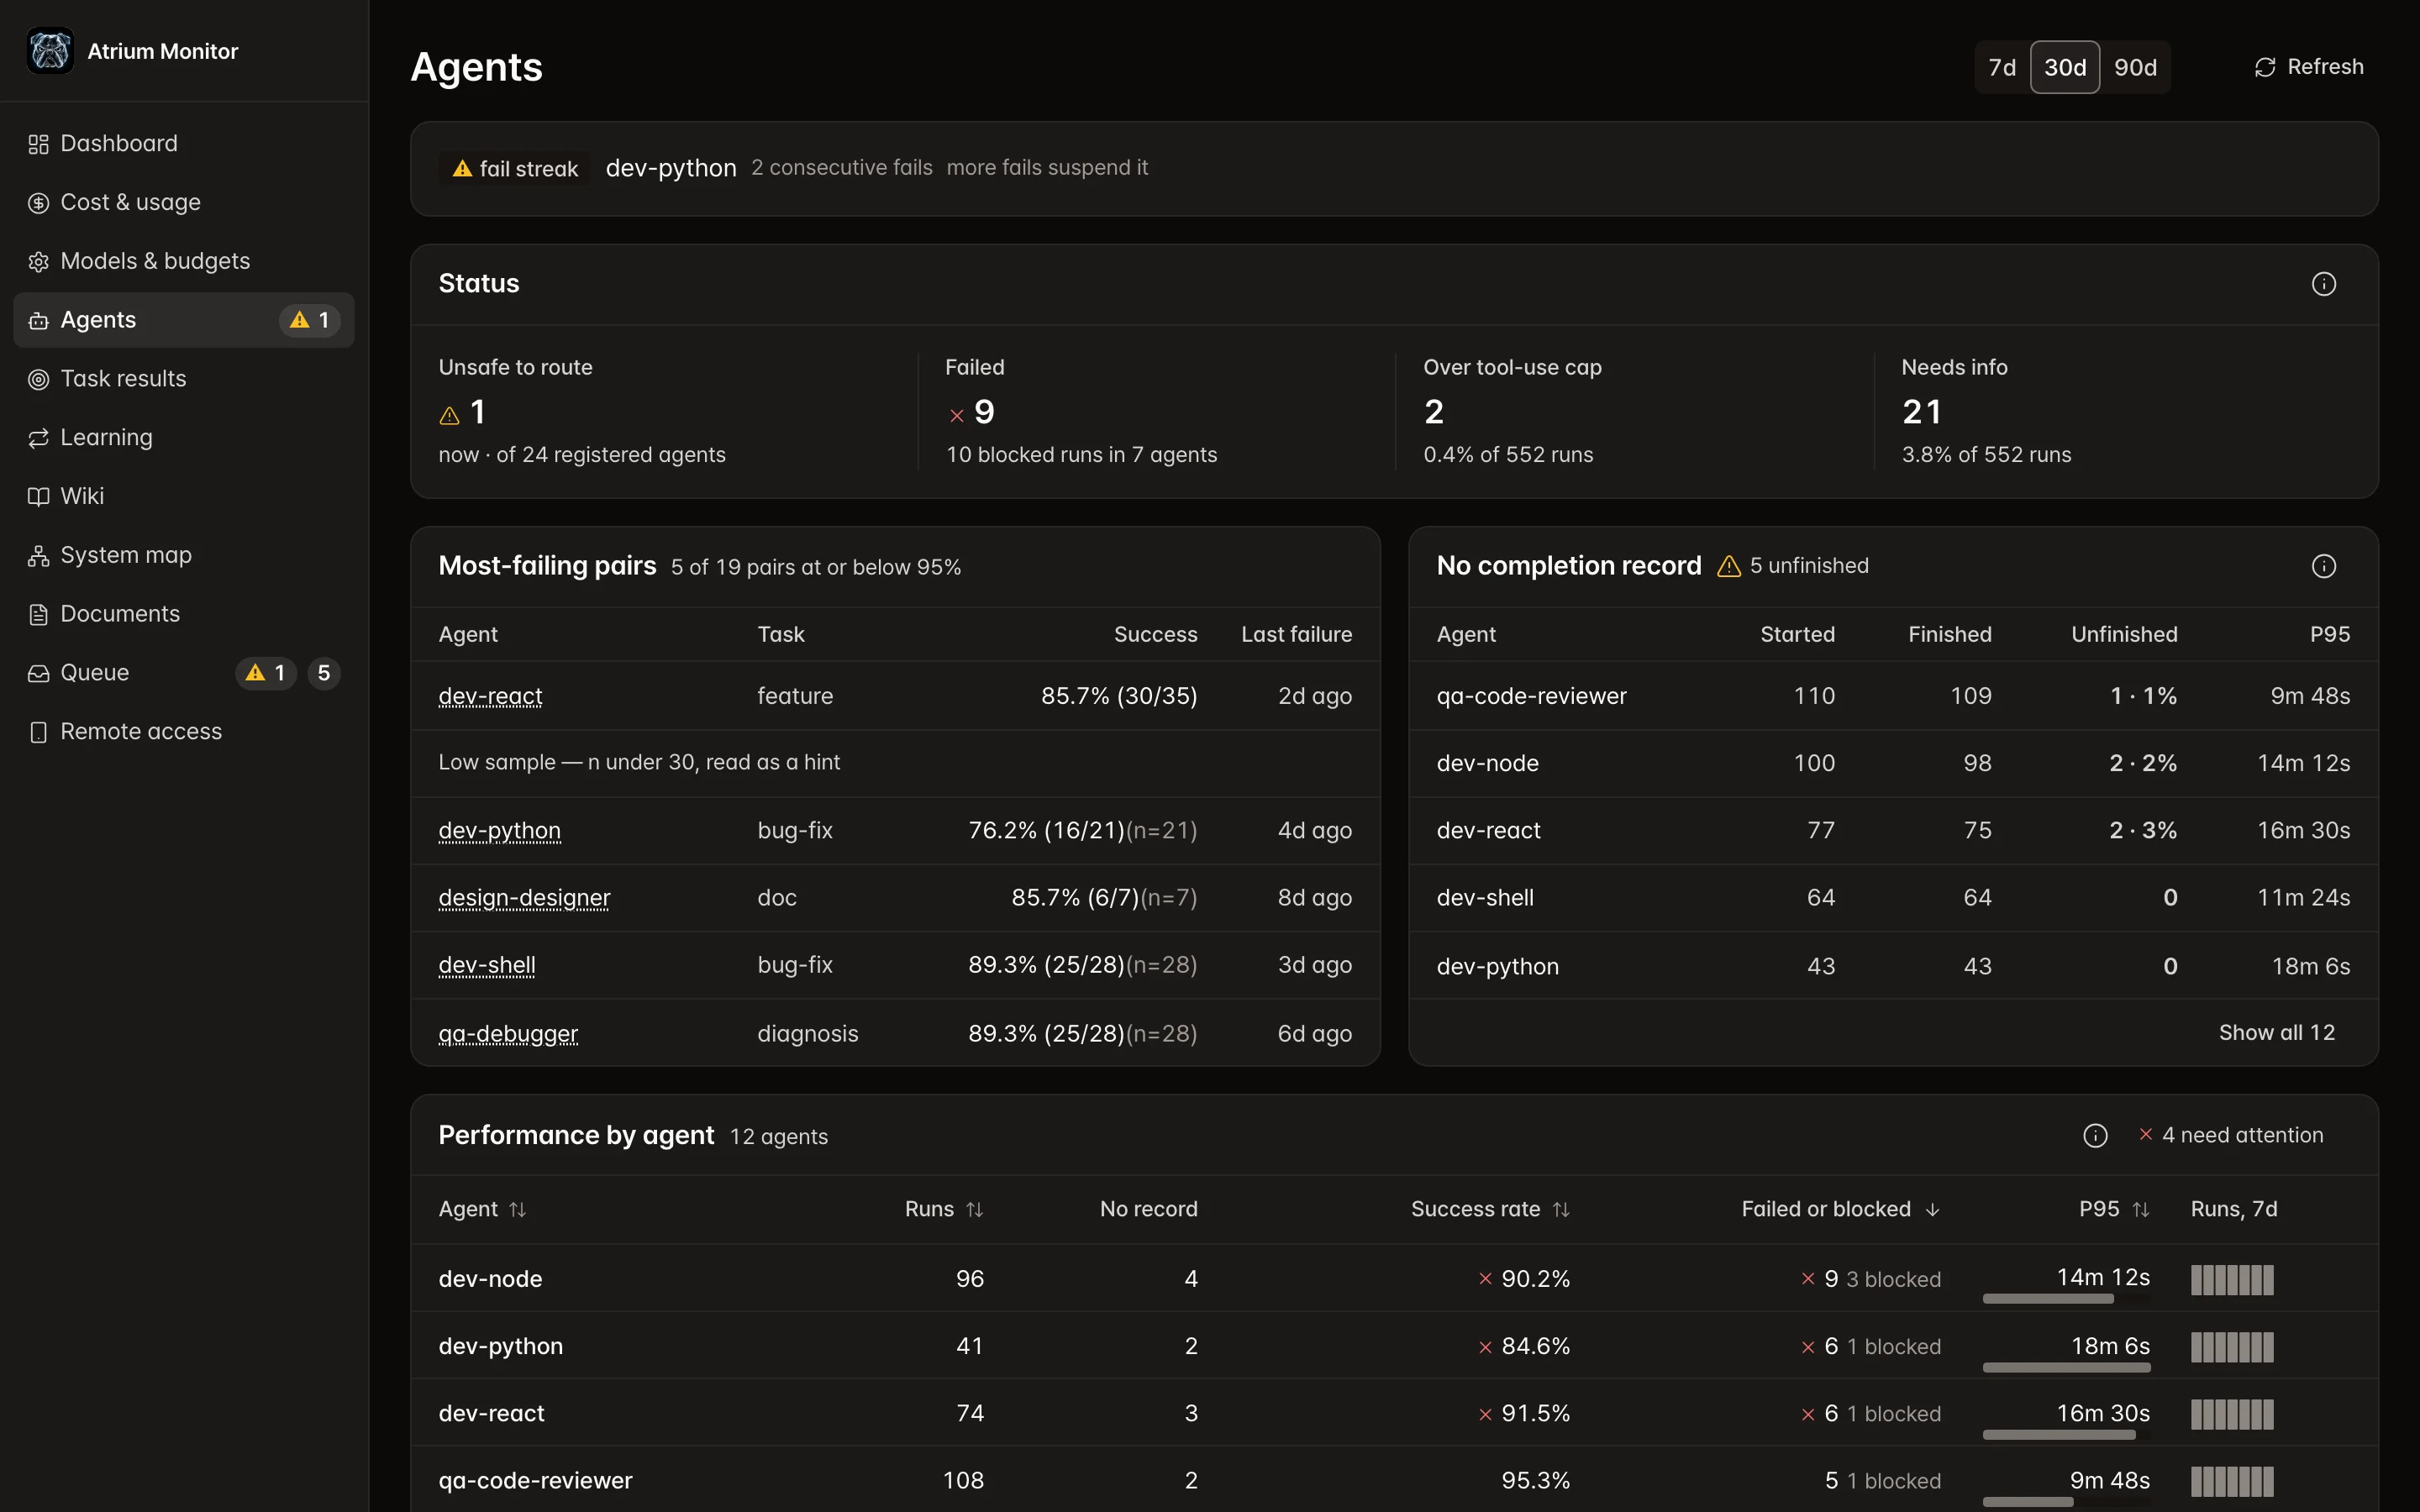 Atrium Monitor
Dashboard
Cost & usage
Models & budgets
Agents 1
Task results
Learning
Wiki
System map
Documents
Queue 1 5
Remote access
Agents
7d 30d 90d Refresh
fail streak dev-python 2 consecutive fails more fails suspend it
Status
Unsafe to route Failed Over tool-use cap Needs info
1 9 2 21
now · of 24 registered agents 10 blocked runs in 7 agents 0.4% of 552 runs 3.8% of 552 runs
Most-failing pairs 5 of 19 pairs at or below 95%
Agent Task Success Last failure
dev-react feature 85.7% (30/35) 2d ago
Low sample — n under 30, read as a hint
dev-python bug-fix 76.2% (16/21)(n=21) 4d ago
design-designer doc 85.7% (6/7)(n=7) 8d ago
dev-shell bug-fix 89.3% (25/28)(n=28) 3d ago
qa-debugger diagnosis 89.3% (25/28)(n=28) 6d ago
No completion record 5 unfinished
Agent Started Finished Unfinished P95
qa-code-reviewer 110 109 1 · 1% 9m 48s
dev-node 100 98 2 · 2% 14m 12s
dev-react 77 75 2 · 3% 16m 30s
dev-shell 64 64 0 11m 24s
dev-python 43 43 0 18m 6s
Show all 12
Performance by agent 12 agents 4 need attention
Agent Runs No record Success rate Failed or blocked P95 Runs, 7d
dev-node 96 4 90.2% 9 3 blocked 14m 12s
dev-python 41 2 84.6% 6 1 blocked 18m 6s
dev-react 74 3 91.5% 6 1 blocked 16m 30s
qa-code-reviewer 108 2 95.3% 5 1 blocked 9m 48s